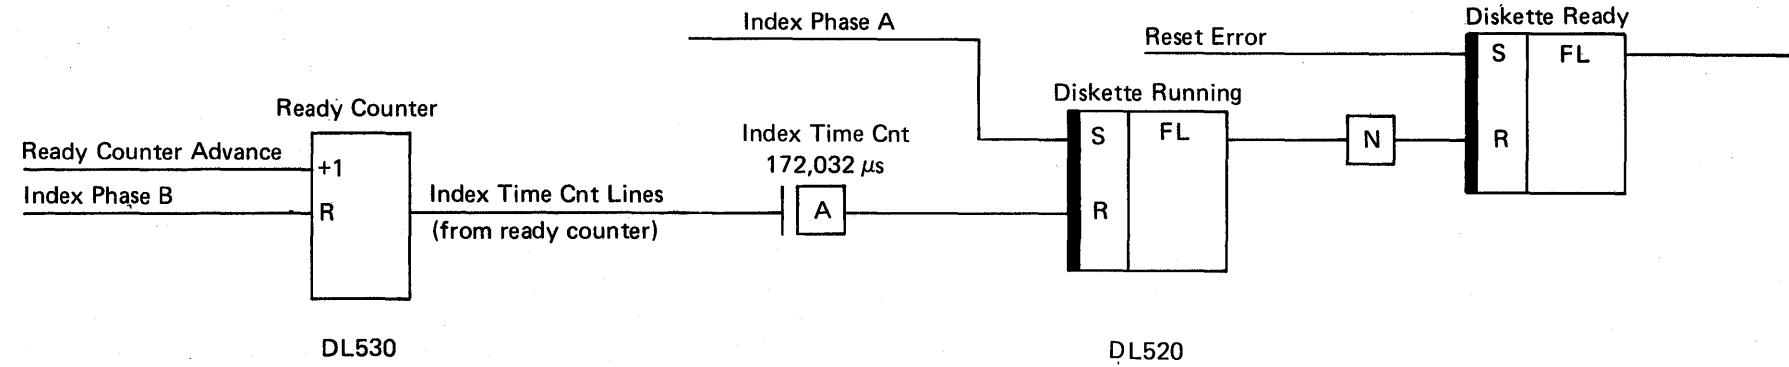 Index Phase A
Diskette Ready
Reset Error
S
FL
Diskette Running
Ready Counter
Index Time Cnt
172,032 µs
S
FL
N
R
Ready Counter Advance
+1
Index Phase B
R
Index Time Cnt Lines
(from ready counter)
A
R
DL530
DL520